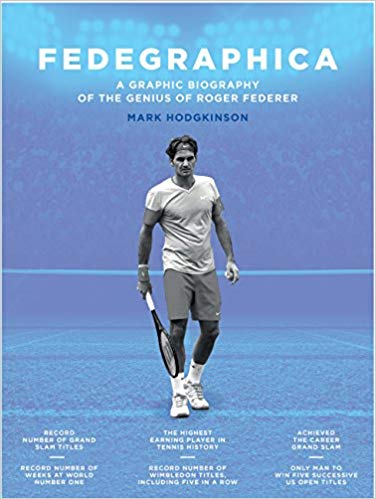 FEDEGRAPHICA
A GRAPHIC BIOGRAPHY
OF THE GENIUS OF ROGER FEDERER
MARK HODGKINSON
RECORD
NUMBER OF GRAND
SLAM TITLES
THE HIGHEST
EARNING PLAYER IN
TENNIS HISTORY
ACHIEVED
THE CAREER
GRAND SLAM
RECORD NUMBER OF
WEEKS AT WORLD
NUMBER ONE
RECORD NUMBER OF
WIMBLEDON TITLES,
INCLUDING FIVE IN A ROW
ONLY MAN TO
WIN FIVE SUCCESSIVE
US OPEN TITLES